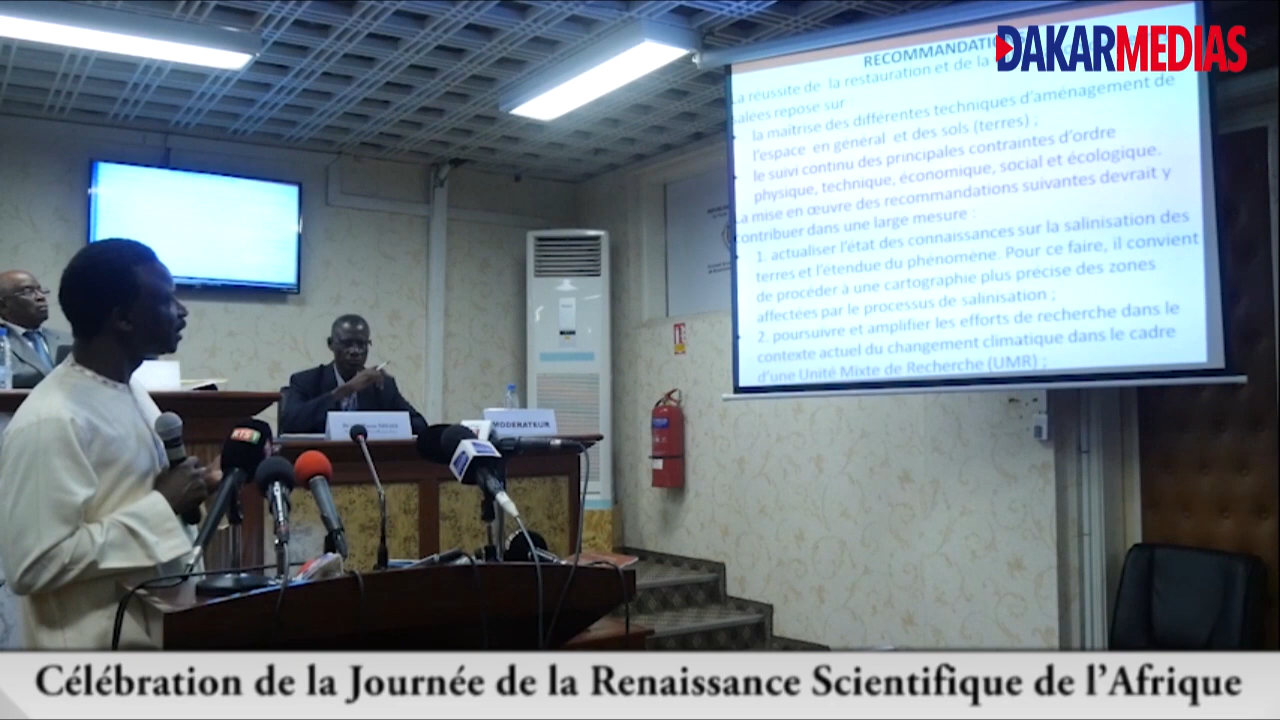 DAKARMEDIAS
RECOMMANDATIO
La réussite de la restauration et de la
salées repose sur
la maîtrise des différentes techniques d'aménagement de
l'espace en général et des sols (terres) ;
le suivi continu des principales contraintes d'ordre
physique, technique, économique, social et écologique.
La mise en œuvre des recommandations suivantes devrait y
contribuer dans une large mesure :
1. actualiser l'état des connaissances sur la salinisation des
terres et l'étendue du phénomène. Pour ce faire, il convient
de procéder à une cartographie plus précise des zones
affectées par le processus de salinisation ;
2. poursuivre et amplifier les efforts de recherche dans le
contexte actuel du changement climatique dans le cadre
d'une Unité Mixte de Recherche (UMR) ;
MODERATEUR
RTS1
Célébration de la Journée de la Renaissance Scientifique de l'Afrique